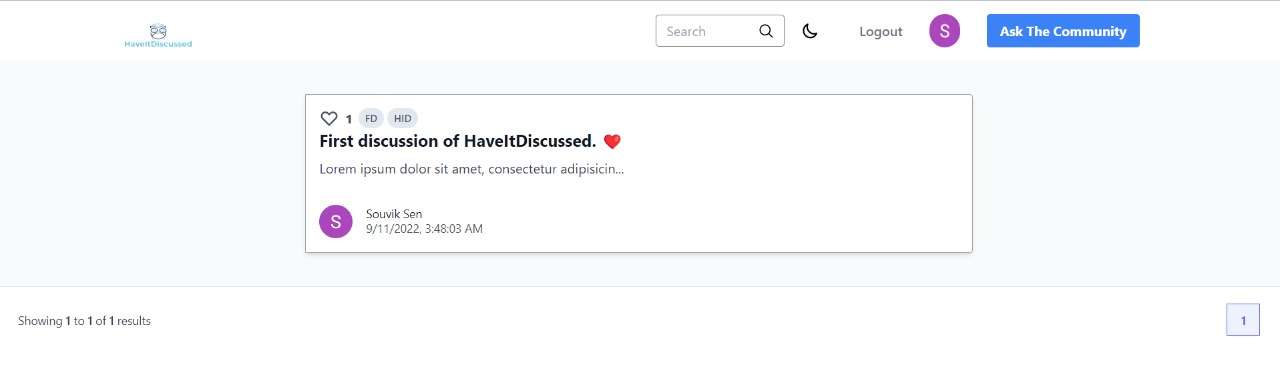 HaveItDiscussed
Search
Logout
S
Ask The Community
1 FD HID
First discussion of HaveItDiscussed. ❤️
Lorem ipsum dolor sit amet, consectetur adipisicin...
S
Souvik Sen
9/11/2022, 3:48:03 AM
Showing 1 to 1 of 1 results
1